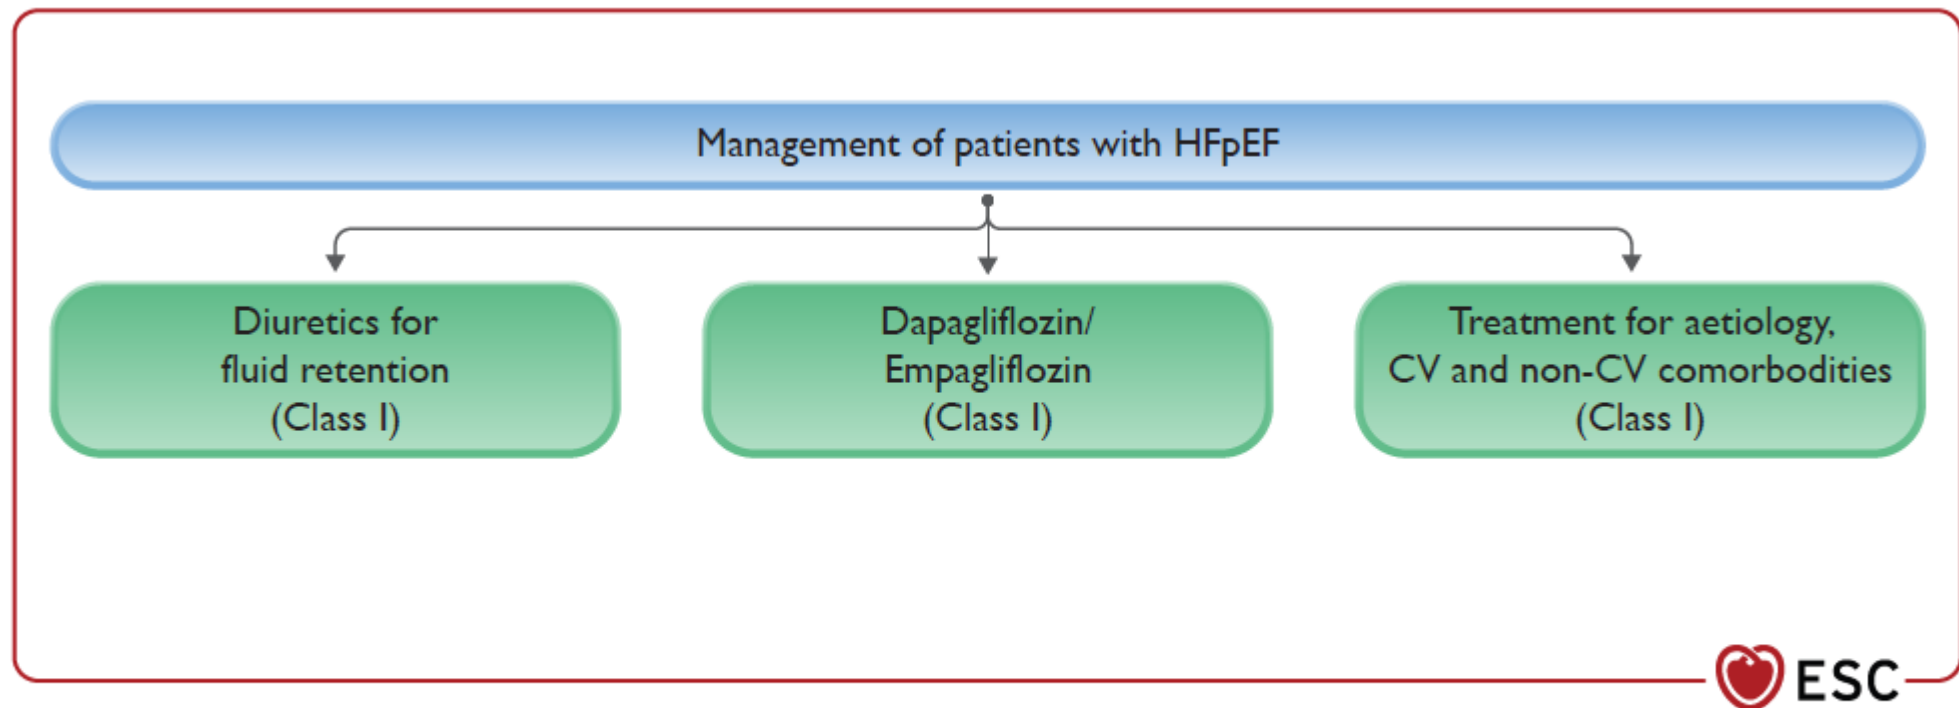 Management of patients with HFpEF
Diuretics for
fluid retention
(Class I)
Dapagliflozin/
Empagliflozin
(Class I)
Treatment for aetiology,
CV and non-CV comorbodities
(Class I)
ESC